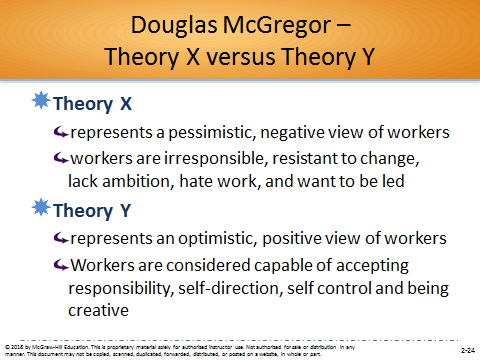 Douglas McGregor –
Theory X versus Theory Y
Theory X
represents a pessimistic, negative view of workers
workers are irresponsible, resistant to change,
lack ambition, hate work, and want to be led
Theory Y
represents an optimistic, positive view of workers
Workers are considered capable of accepting
responsibility, self-direction, self control and being
creative
© 2016 by McGraw-Hill Education. This is proprietary material solely for authorized instructor use. Not authorized for sale or distribution in any
manner. This document may not be copied, scanned, duplicated, forwarded, distributed, or posted on a website, in whole or part.
2-24